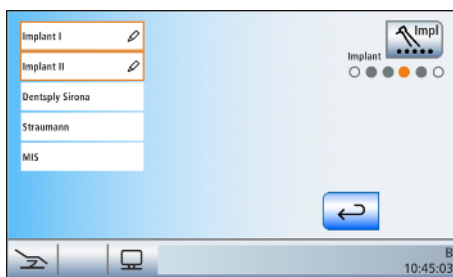 Implant I
Implant II
Dentsply Sirona
Straumann
MIS
Impl
Implant
B
10:45:03